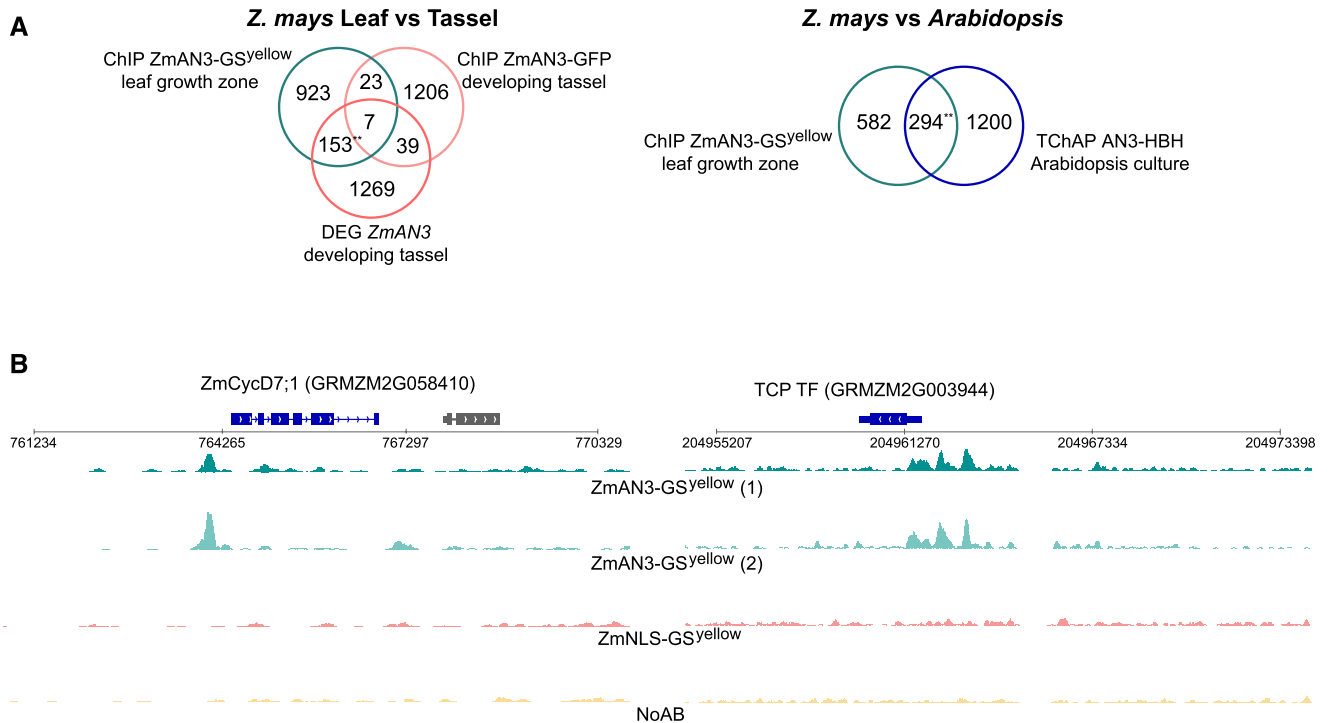 A
Z. mays Leaf vs Tassel
ChIP ZmAN3-GSyellow
leaf growth zone
ChIP ZmAN3-GFP
developing tassel
923
23
1206
7
153**
39
1269
DEG ZmAN3
developing tassel
Z. mays vs Arabidopsis
ChIP ZmAN3-GSyellow
leaf growth zone
582
294**
1200
TChAP AN3-HBH
Arabidopsis culture
B
ZmCycD7;1 (GRMZM2G058410)
TCP TF (GRMZM2G003944)
761234 764265 767297 770329
204955207 204961270 204967334 204973398
ZmAN3-GSyellow (1)
ZmAN3-GSyellow (2)
ZmNLS-GSyellow
NoAB